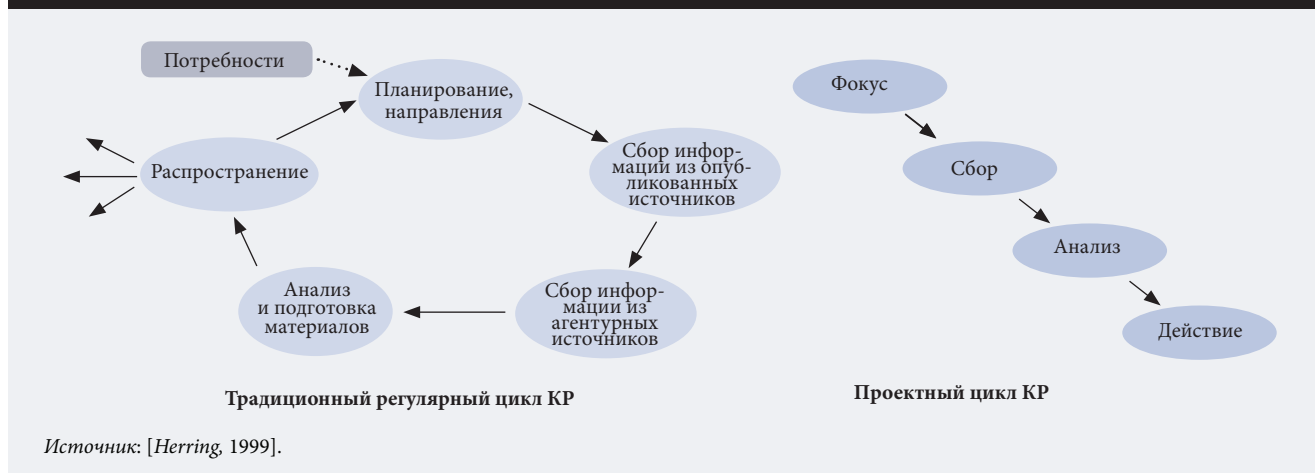 Потребности
Планирование,
направления
Сбор инфор-
мации из опуб-
ликованных
источников
Сбор инфор-
мации из
агентурных
источников
Анализ
и подготовка
материалов
Распространение
Традиционный регулярный цикл КР
Фокус
Сбор
Анализ
Действие
Проектный цикл КР
Источник: [Herring, 1999].